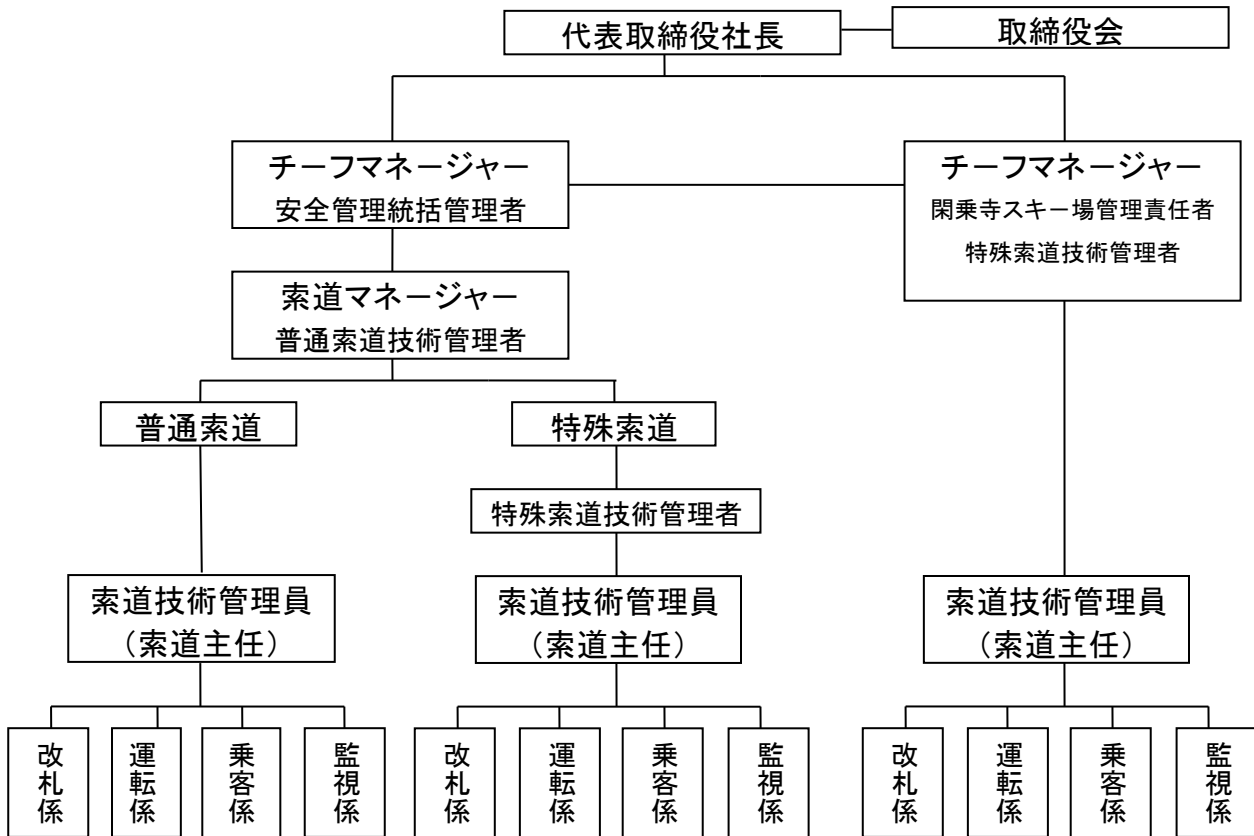 代表取締役社長
取締役会
チーフマネージャー
安全管理統括管理者
チーフマネージャー
閑乗寺スキー場管理責任者
特殊索道技術管理者
索道マネージャー
普通索道技術管理者
普通索道
特殊索道
特殊索道技術管理者
索道技術管理員
（索道主任）
索道技術管理員
（索道主任）
索道技術管理員
（索道主任）
改札係
運転係
乗客係
監視係
改札係
運転係
乗客係
監視係
改札係
運転係
乗客係
監視係